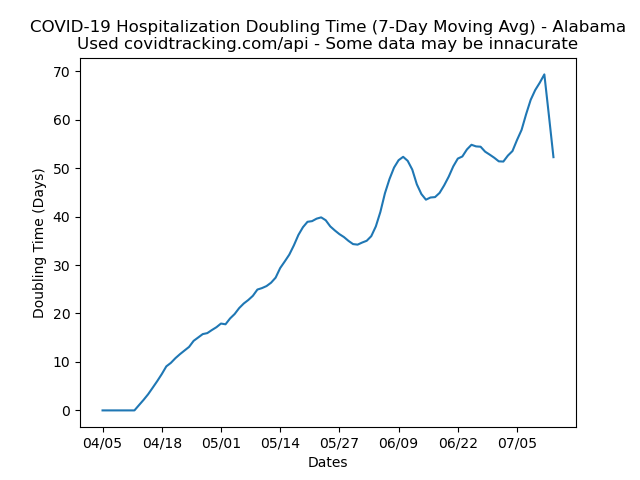 COVID-19 Hospitalization Doubling Time (7-Day Moving Avg) - Alabama
Used covidtracking.com/api - Some data may be innacurate
70
60
50
40
30
20
10
0
Doubling Time (Days)
04/05 04/18 05/01 05/14 05/27 06/09 06/22 07/05
Dates